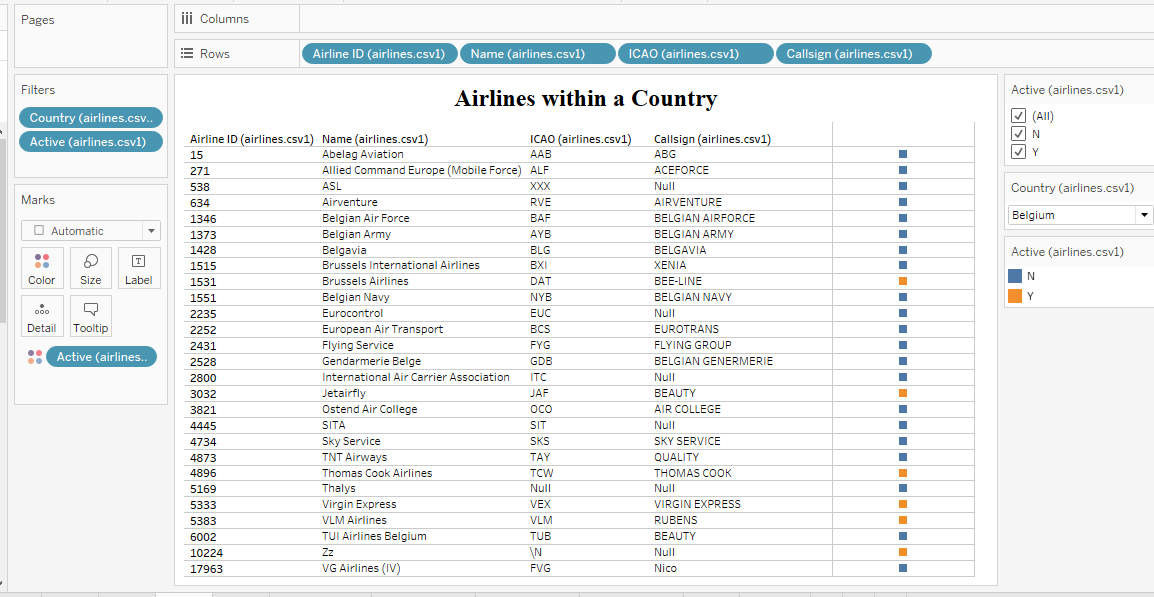 Pages
Columns
Rows
Airline ID (airlines.csv1) Name (airlines.csv1) ICAO (airlines.csv1) Callsign (airlines.csv1)
Filters
Country (airlines.csv..
Active (airlines.csv1)
Marks
Automatic
Color Size Label
Detail Tooltip
Active (airlines..
Airlines within a Country
Airline ID (airlines.csv1) Name (airlines.csv1) ICAO (airlines.csv1) Callsign (airlines.csv1)
15 Abelag Aviation AAB ABG
271 Allied Command Europe (Mobile Force) ALF ACEFORCE
538 ASL XXX Null
634 Airventure RVE AIRVENTURE
1346 Belgian Air Force BAF BELGIAN AIRFORCE
1373 Belgian Army AYB BELGIAN ARMY
1428 Belgavia BLG BELGAVIA
1515 Brussels International Airlines BXI XENIA
1531 Brussels Airlines DAT BEE-LINE
1551 Belgian Navy NYB BELGIAN NAVY
2235 Eurocontrol EUC Null
2252 European Air Transport BCS EUROTRANS
2431 Flying Service FYG FLYING GROUP
2528 Gendarmerie Belge GDB BELGIAN GENERMERIE
2800 International Air Carrier Association ITC Null
3032 Jetairfly JAF BEAUTY
3821 Ostend Air College OCO AIR COLLEGE
4445 SITA SIT Null
4734 Sky Service SKS SKY SERVICE
4873 TNT Airways TAY QUALITY
4896 Thomas Cook Airlines TCW THOMAS COOK
5169 Thalys Null Null
5333 Virgin Express VEX VIRGIN EXPRESS
5383 VLM Airlines VLM RUBENS
6002 TUI Airlines Belgium TUB BEAUTY
10224 Zz \N Null
17963 VG Airlines (IV) FVG Nico
Active (airlines.csv1)
(All)
N
Y
Country (airlines.csv1)
Belgium
Active (airlines.csv1)
N
Y